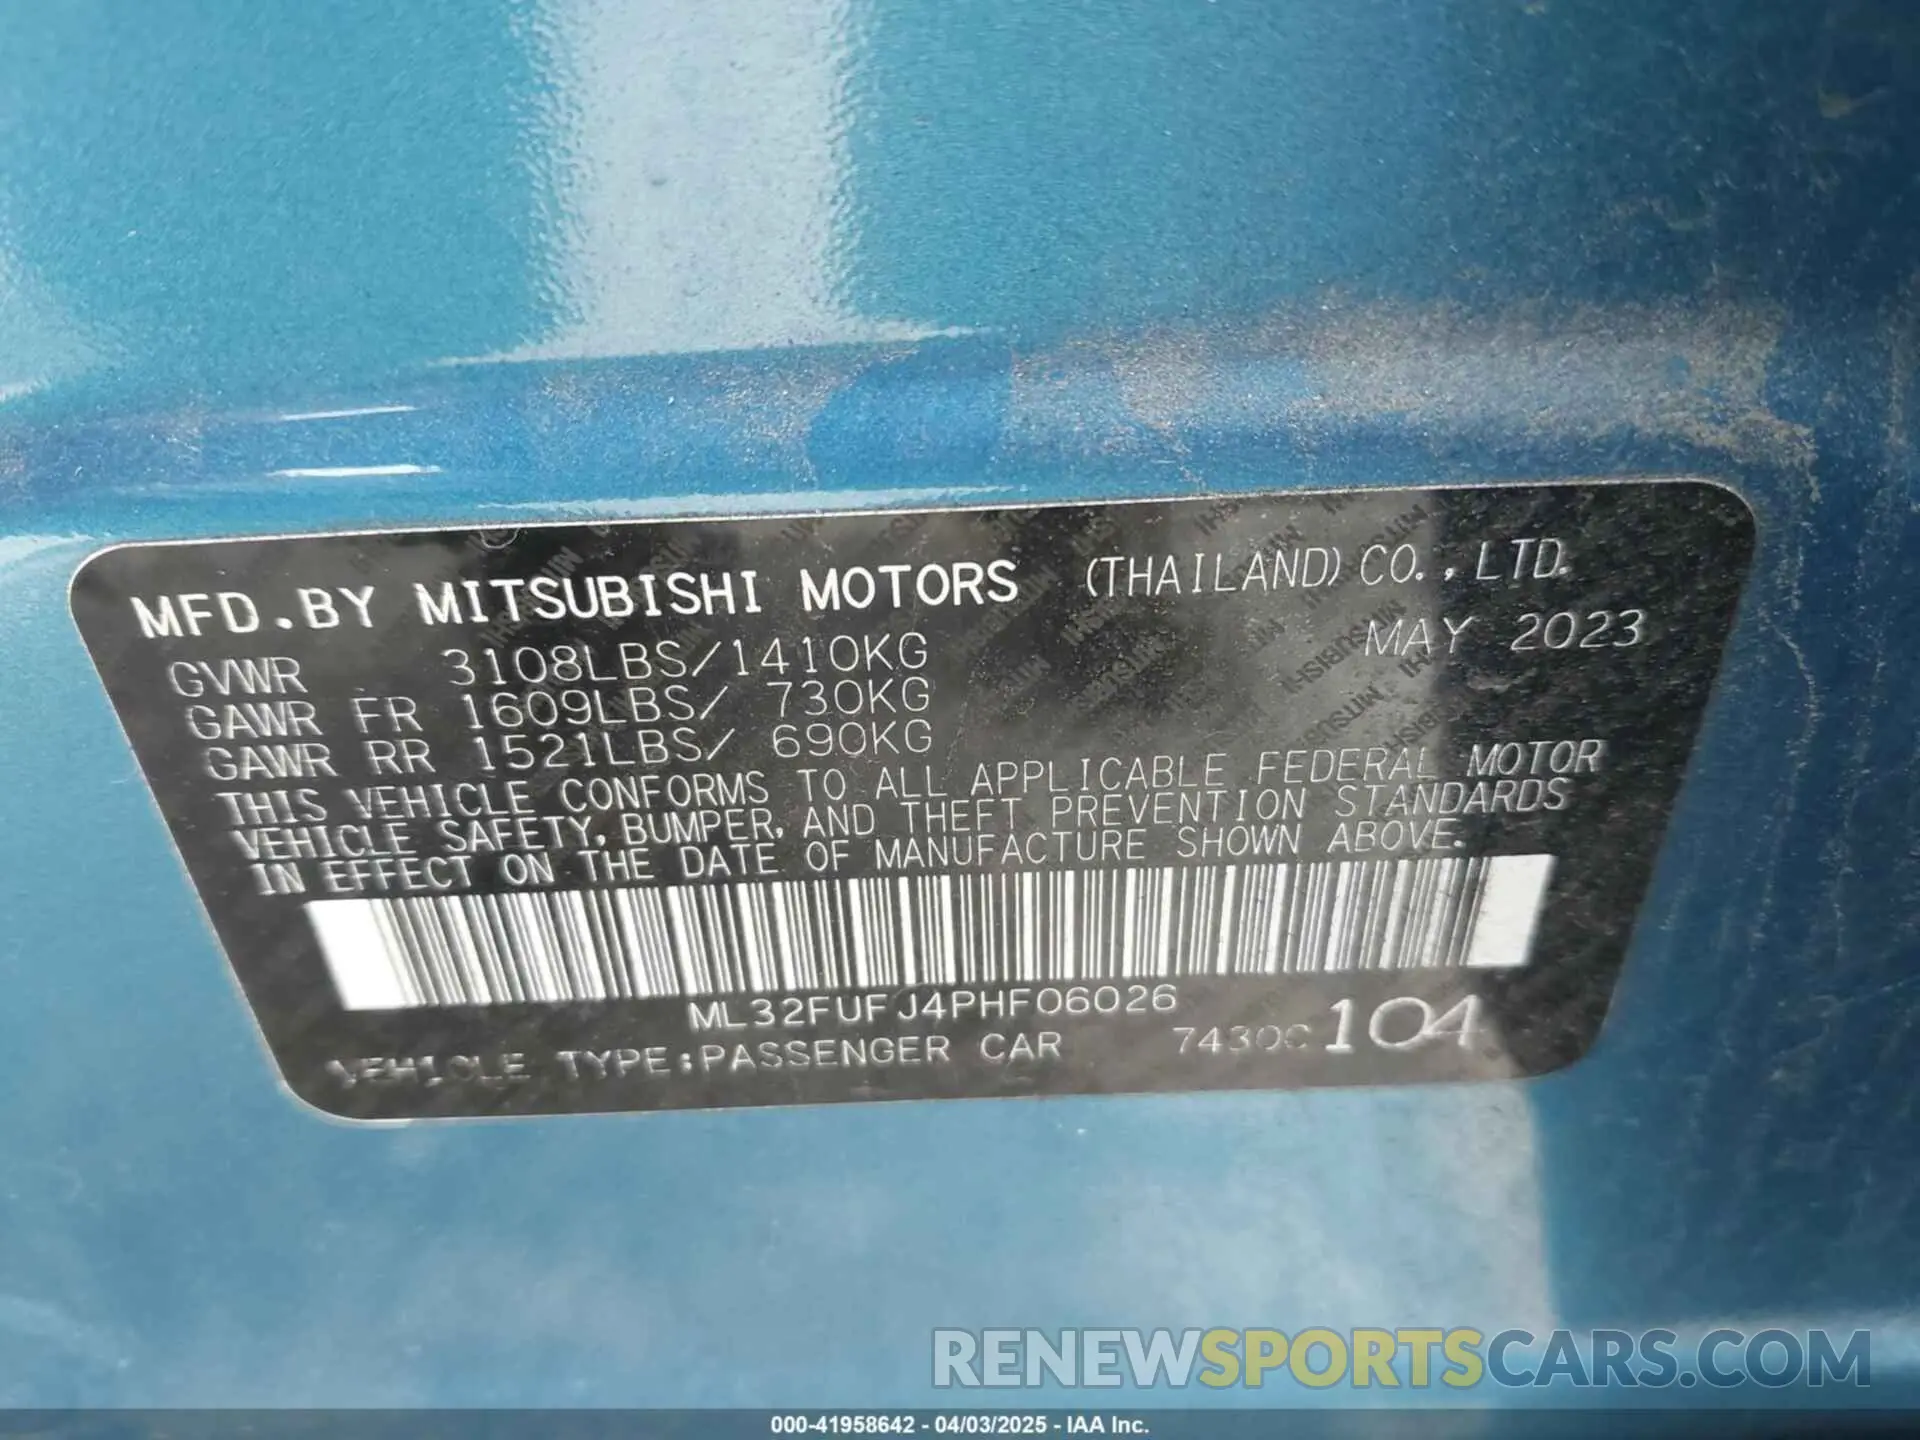 MFD.BY MITSUBISHI MOTORS (THAILAND) CO., LTD.
MAY 2023
GVWR 3108LBS/1410KG
GAWR FR 1609LBS/ 730KG
GAWR RR 1521LBS/ 690KG
THIS VEHICLE CONFORMS TO ALL APPLICABLE FEDERAL MOTOR
VEHICLE SAFETY, BUMPER, AND THEFT PREVENTION STANDARDS
IN EFFECT ON THE DATE OF MANUFACTURE SHOWN ABOVE.
ML32FUFJ4PHF06026
VEHICLE TYPE:PASSENGER CAR 7430C 104
RENEWSPORTSCARS.COM
000-41958642 - 04/03/2025 - IAA Inc.